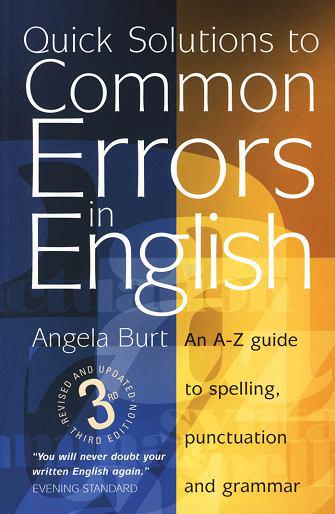 Quick Solutions to
Common
Errors
in
English
Angela Burt
An A-Z guide
to spelling,
punctuation
and grammar
REVISED AND UPDATED
3RD
THIRD EDITION
"You will never doubt your
written English again."
EVENING STANDARD